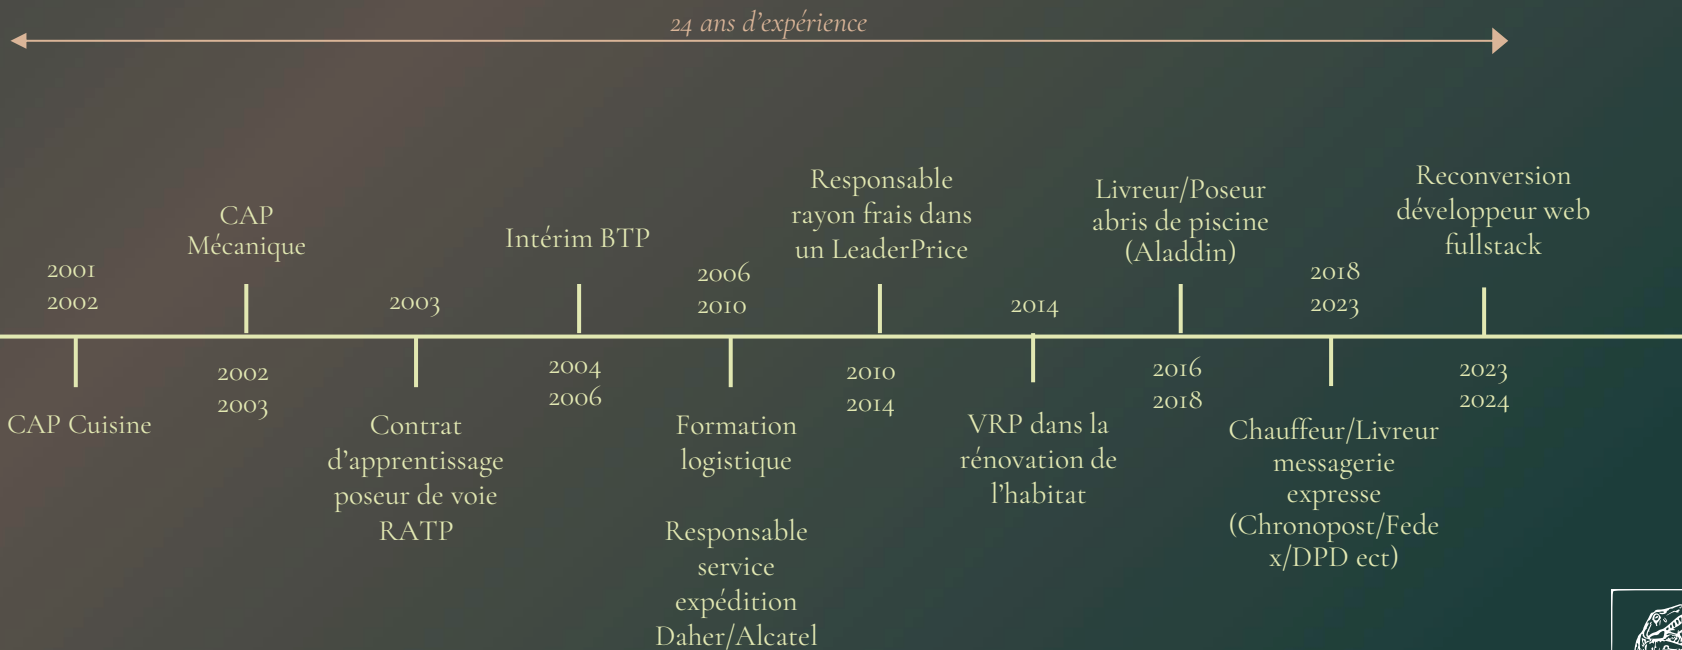 24 ans d'expérience
2001
2002
CAP Cuisine
CAP
Mécanique
2002
2003
2003
Contrat
d'apprentissage
poseur de voie
RATP
Intérim BTP
2004
2006
2006
2010
Formation
logistique
Responsable
service
expédition
Daher/Alcatel
Responsable
rayon frais dans
un LeaderPrice
2010
2014
2014
VRP dans la
rénovation de
l'habitat
Livreur/Poseur
abris de piscine
(Aladdin)
2016
2018
2018
2023
Chauffeur/Livreur
messagerie
expresse
(Chronopost/Fede
x/DPD ect)
Reconversion
développeur web
fullstack
2023
2024